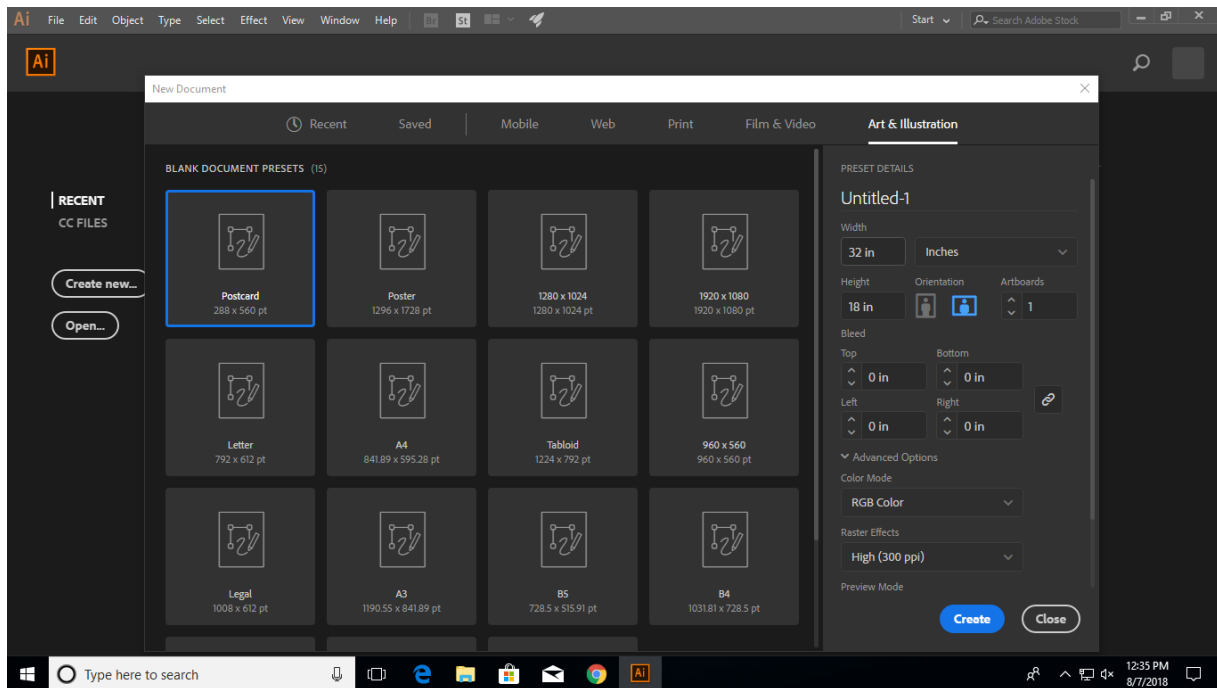 Ai File Edit Object Type Select Effect View Window Help Br St Start Search Adobe Stock
Ai
New Document
Recent Saved Mobile Web Print Film & Video Art & Illustration
RECENT
CC FILES
Create new...
Open...
BLANK DOCUMENT PRESETS (15)
Postcard
288 x 560 pt
Poster
1296 x 1728 pt
1280 x 1024
1280 x 1024 pt
1920 x 1080
1920 x 1080 pt
Letter
792 x 612 pt
A4
841.89 x 595.28 pt
Tabloid
1224 x 792 pt
960 x 560
960 x 560 pt
Legal
1008 x 612 pt
A3
1190.55 x 841.89 pt
B5
728.5 x 515.91 pt
B4
1031.81 x 728.5 pt
PRESET DETAILS
Untitled-1
Width
32 in Inches
Height Orientation Artboards
18 in 1
Bleed
Top Bottom
0 in 0 in
Left Right
0 in 0 in
Advanced Options
Color Mode
RGB Color
Raster Effects
High (300 ppi)
Preview Mode
Create Close
Type here to search
Ai
12:35 PM
8/7/2018